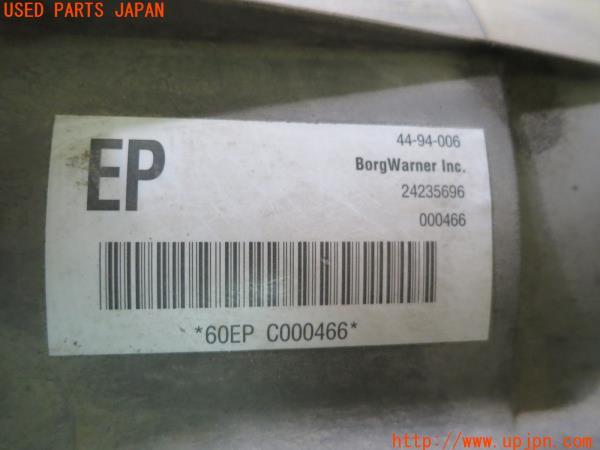 USED PARTS JAPAN
EP
44-94-006
BorgWarner Inc.
24235696
000466
*60EP C000466*
http://www.upjpn.com/